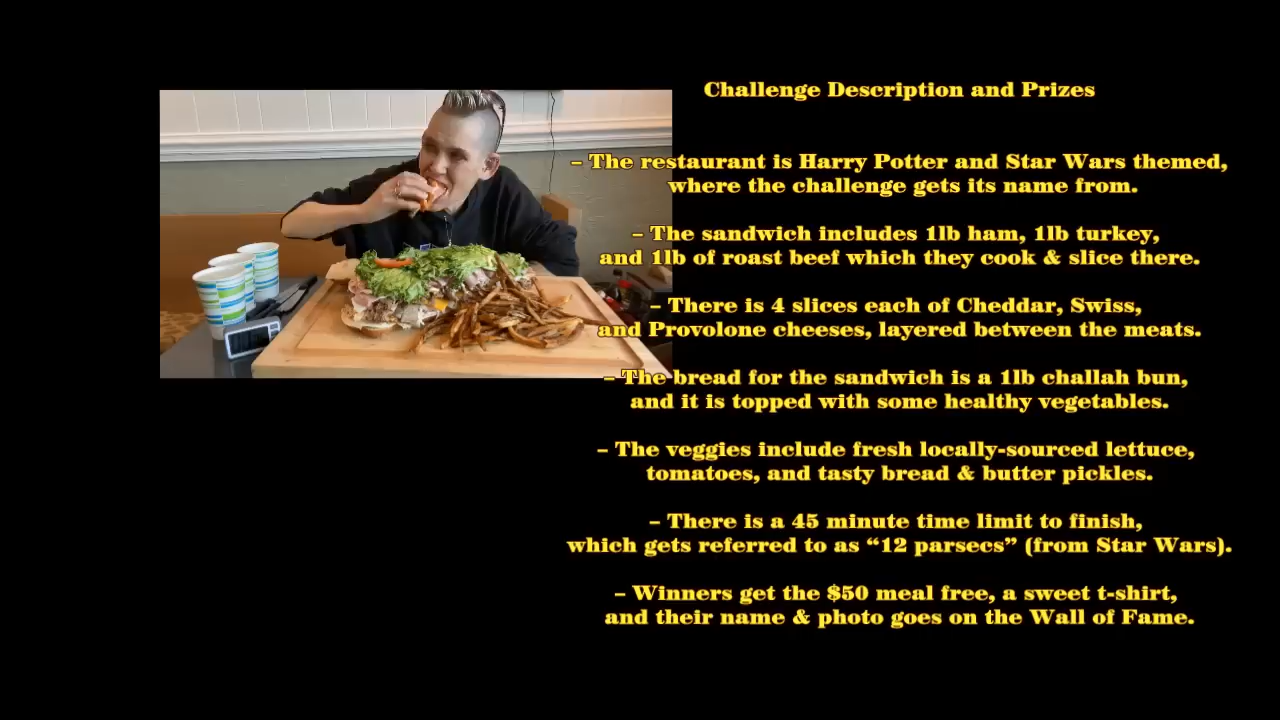 Challenge Description and Prizes
– The restaurant is Harry Potter and Star Wars themed,
where the challenge gets its name from.
– The sandwich includes 1lb ham, 1lb turkey,
and 1lb of roast beef which they cook & slice there.
– There is 4 slices each of Cheddar, Swiss,
and Provolone cheeses, layered between the meats.
– The bread for the sandwich is a 1lb challah bun,
and it is topped with some healthy vegetables.
– The veggies include fresh locally-sourced lettuce,
tomatoes, and tasty bread & butter pickles.
– There is a 45 minute time limit to finish,
which gets referred to as “12 parsecs” (from Star Wars).
– Winners get the $50 meal free, a sweet t-shirt,
and their name & photo goes on the Wall of Fame.